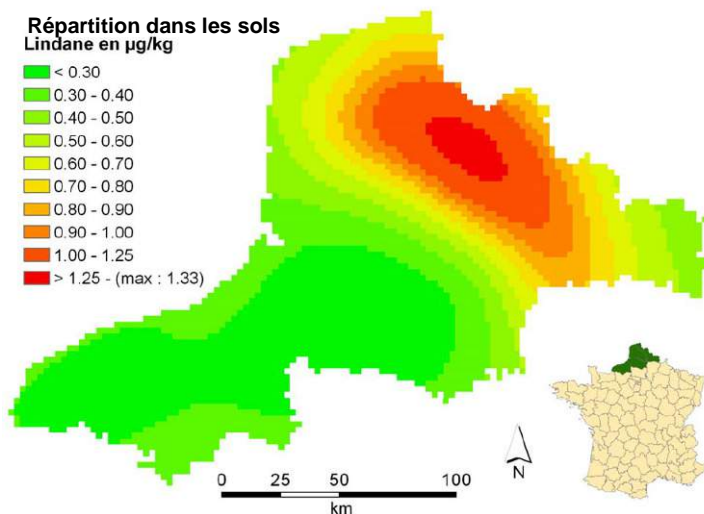 Répartition dans les sols
Lindane en µg/kg
< 0.30
0.30 - 0.40
0.40 - 0.50
0.50 - 0.60
0.60 - 0.70
0.70 - 0.80
0.80 - 0.90
0.90 - 1.00
1.00 - 1.25
> 1.25 - (max : 1.33)
N
0 25 50 100
km